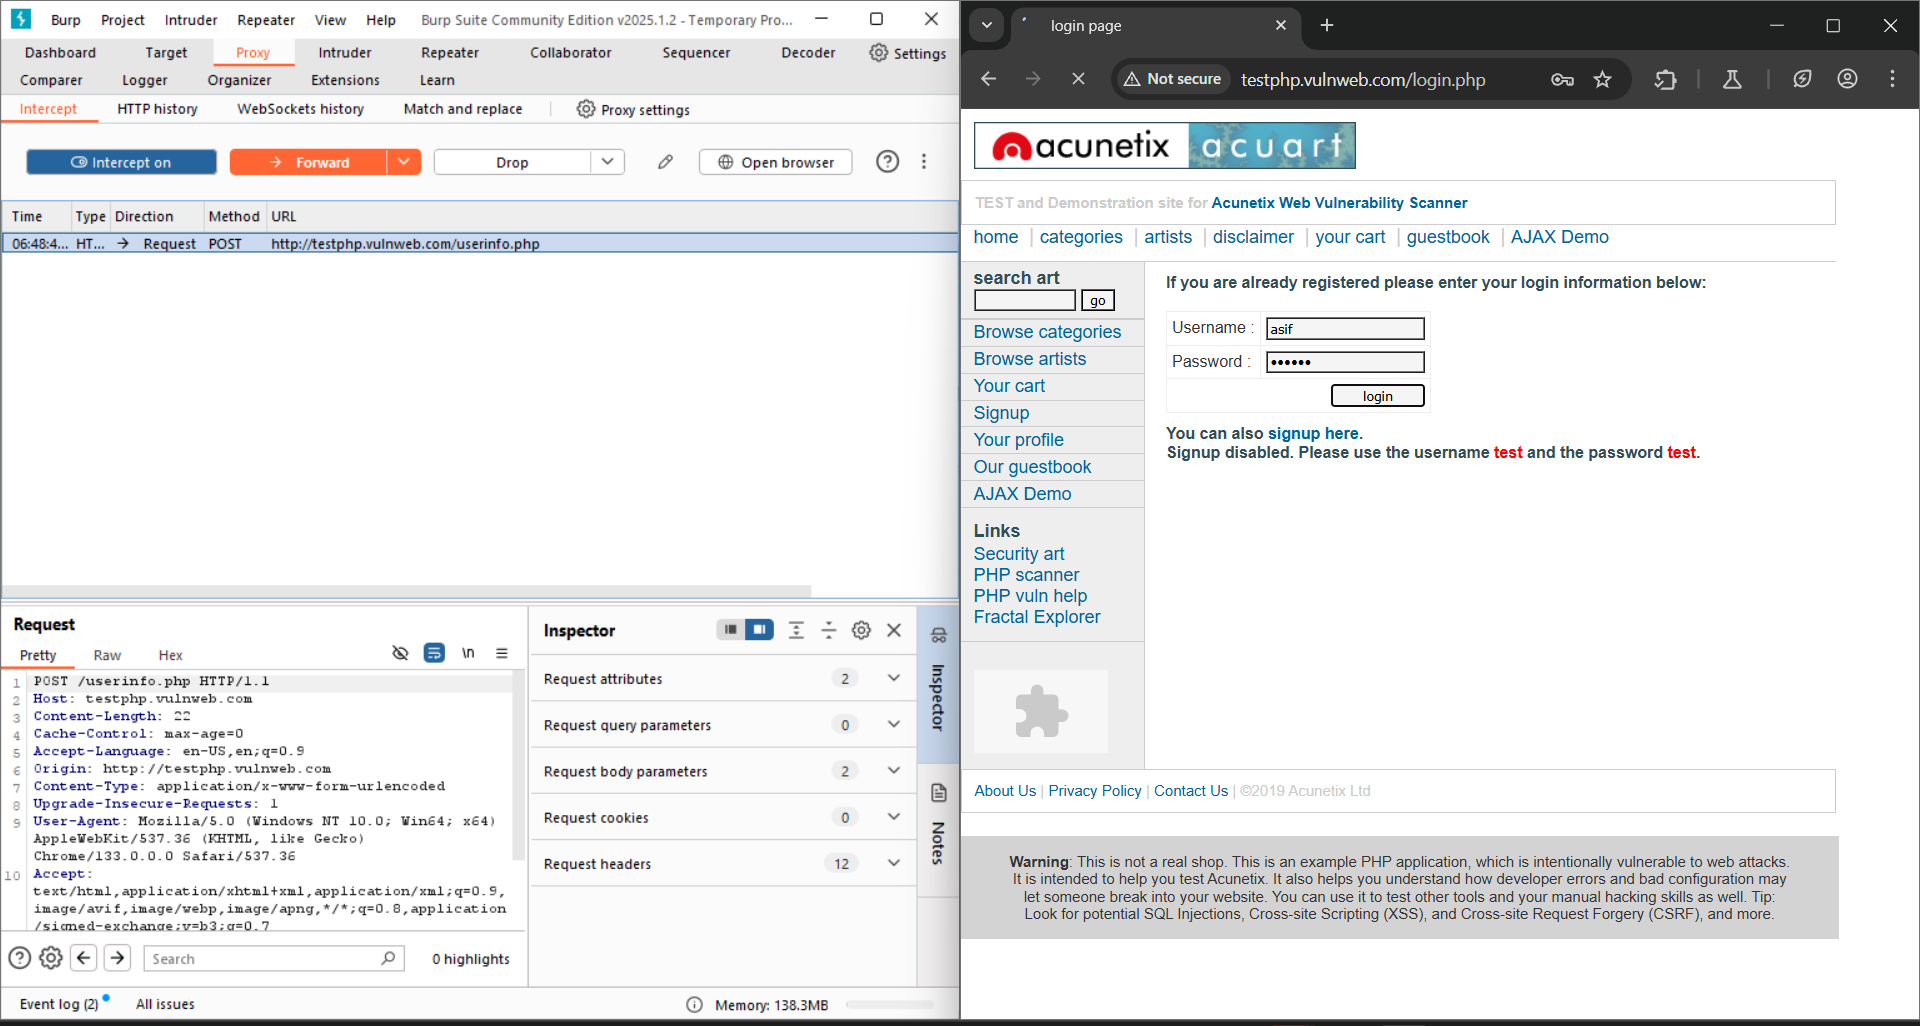 Burp Project Intruder Repeater View Help Burp Suite Community Edition v2025.1.2 - Temporary Pro...
Dashboard Target Proxy Intruder Repeater Collaborator Sequencer Decoder Settings
Comparer Logger Organizer Extensions Learn
Intercept HTTP history WebSockets history Match and replace Proxy settings
Intercept on Forward Drop Open browser
Time Type Direction Method URL
06:48:4... HT... → Request POST http://testphp.vulnweb.com/userinfo.php
Request
Pretty Raw Hex \n
1 POST /userinfo.php HTTP/1.1
2 Host: testphp.vulnweb.com
3 Content-Length: 22
4 Cache-Control: max-age=0
5 Accept-Language: en-US,en;q=0.9
6 Origin: http://testphp.vulnweb.com
7 Content-Type: application/x-www-form-urlencoded
8 Upgrade-Insecure-Requests: 1
9 User-Agent: Mozilla/5.0 (Windows NT 10.0; Win64; x64)
AppleWebKit/537.36 (KHTML, like Gecko)
Chrome/133.0.0.0 Safari/537.36
10 Accept:
text/html,application/xhtml+xml,application/xml;q=0.9,
image/avif,image/webp,image/apng,*/*;q=0.8,application
/signed-exchange;v=b3;q=0.7
Search 0 highlights
Inspector
Request attributes 2
Request query parameters 0
Request body parameters 2
Request cookies 0
Request headers 12
Inspector
Notes
Event log (2) All issues Memory: 138.3MB
login page
Not secure testphp.vulnweb.com/login.php
acunetix acuart
TEST and Demonstration site for Acunetix Web Vulnerability Scanner
home | categories | artists | disclaimer | your cart | guestbook | AJAX Demo
search art
go
Browse categories
Browse artists
Your cart
Signup
Your profile
Our guestbook
AJAX Demo
Links
Security art
PHP scanner
PHP vuln help
Fractal Explorer
If you are already registered please enter your login information below:
Username : asif
Password : ••••••
login
You can also signup here.
Signup disabled. Please use the username test and the password test.
About Us | Privacy Policy | Contact Us | ©2019 Acunetix Ltd
Warning: This is not a real shop. This is an example PHP application, which is intentionally vulnerable to web attacks.
It is intended to help you test Acunetix. It also helps you understand how developer errors and bad configuration may
let someone break into your website. You can use it to test other tools and your manual hacking skills as well. Tip:
Look for potential SQL Injections, Cross-site Scripting (XSS), and Cross-site Request Forgery (CSRF), and more.